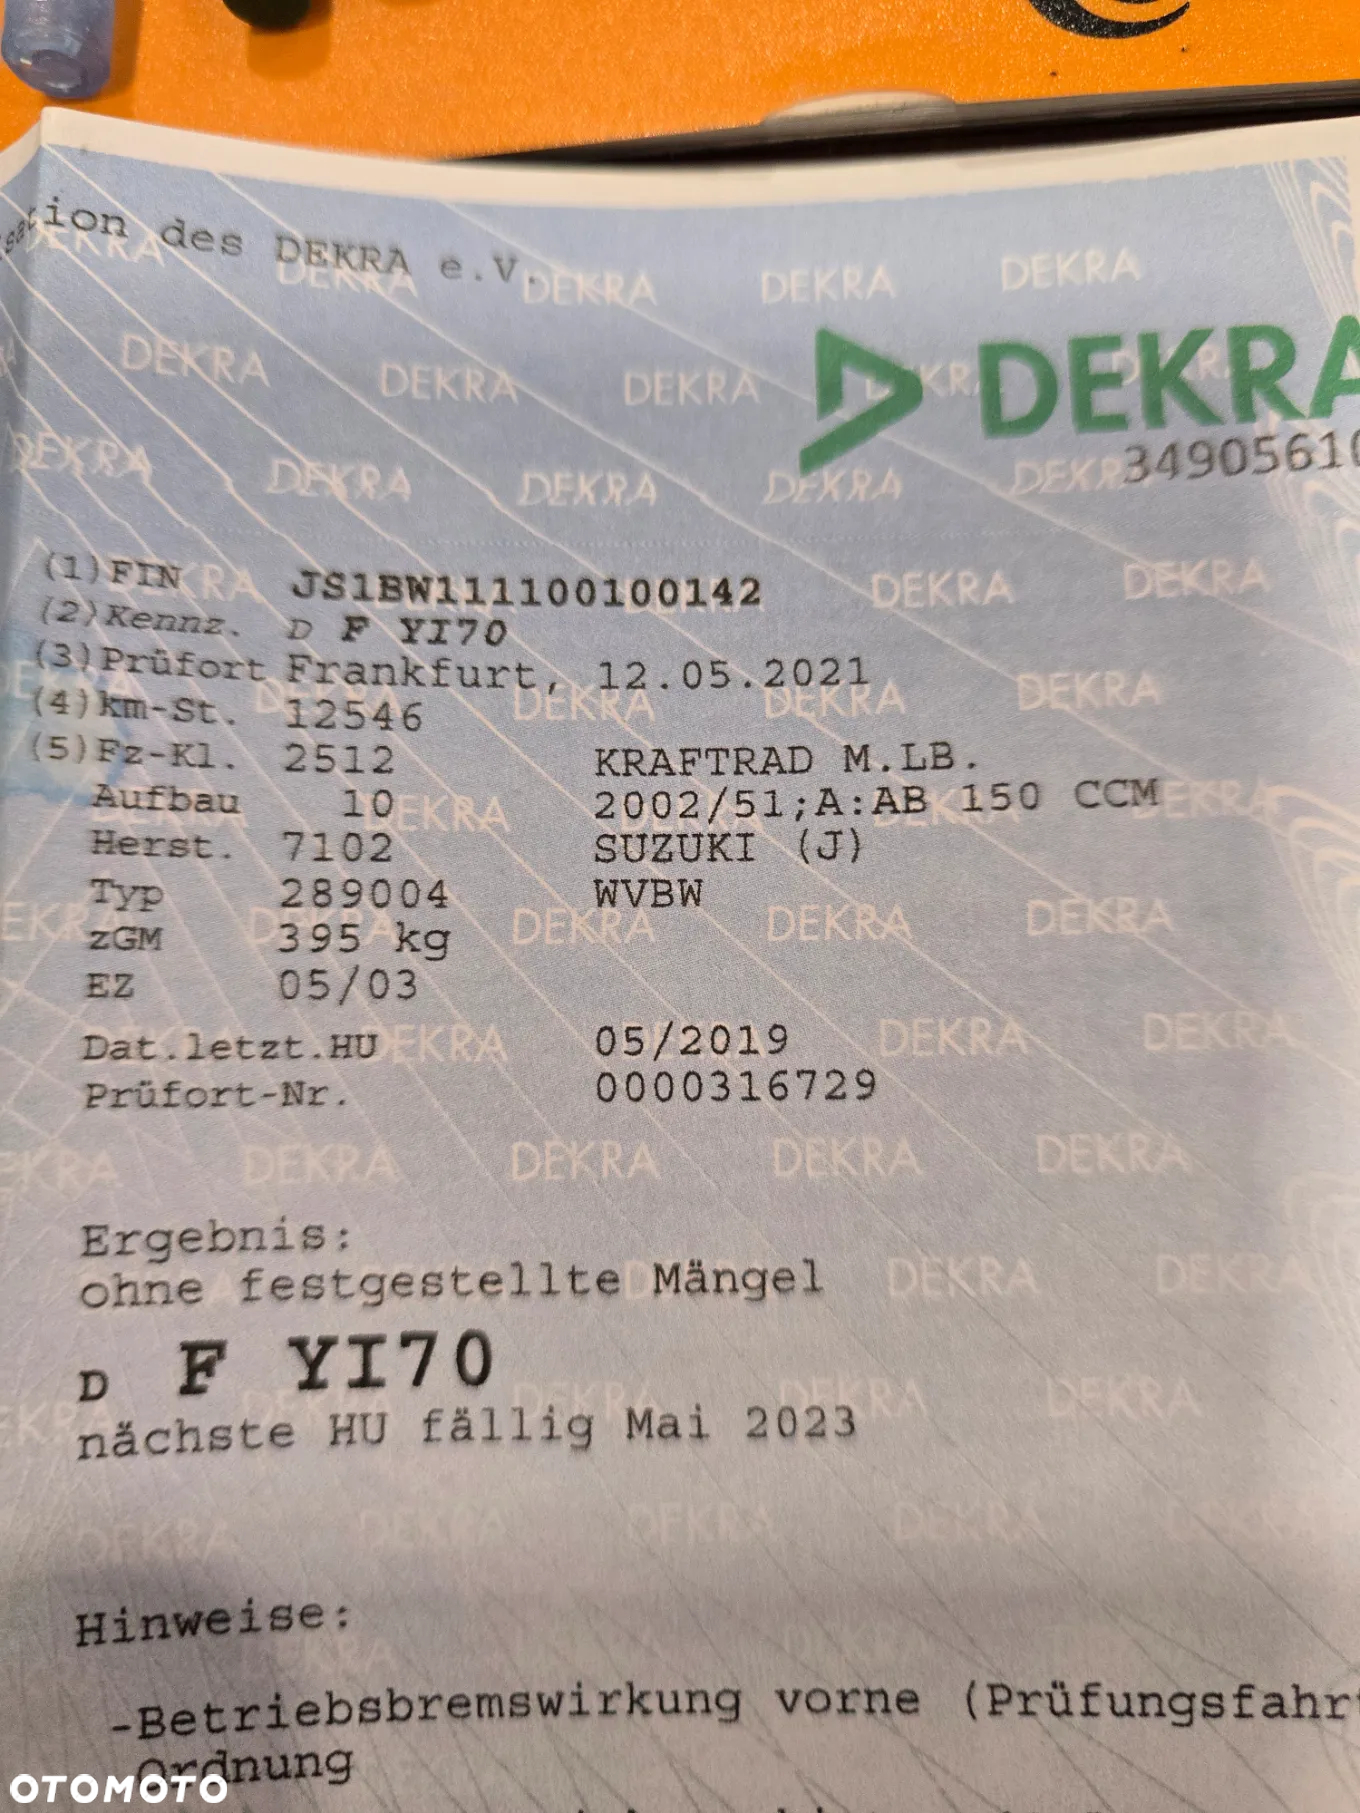 sation des DEKRA e.V.
DEKRA
3490561
(1)FIN JS1BW111100100142
(2)Kennz. D F YI70
(3)Prüfort Frankfurt, 12.05.2021
(4)km-St. 12546
(5)Fz-Kl. 2512 KRAFTRAD M.LB.
Aufbau 10 2002/51;A:AB 150 CCM
Herst. 7102 SUZUKI (J)
Typ 289004 WVBW
zGM 395 kg
EZ 05/03
Dat.letzt.HU 05/2019
Prüfort-Nr. 0000316729
Ergebnis:
ohne festgestellte Mängel
D F YI70
nächste HU fällig Mai 2023
Hinweise:
-Betriebsbremswirkung vorne (Prüfungsfahrt
Ordnung
OTOMOTO